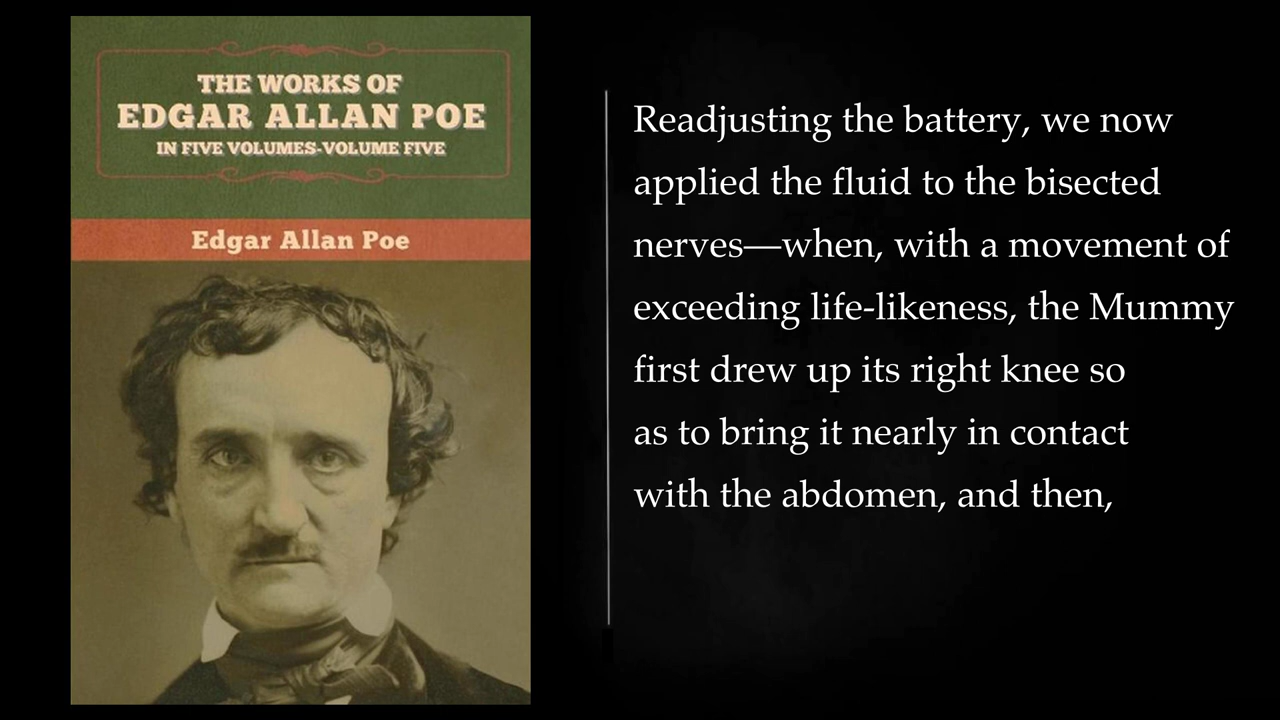 THE WORKS OF
EDGAR ALLAN POE
IN FIVE VOLUMES-VOLUME FIVE
Edgar Allan Poe
Readjusting the battery, we now
applied the fluid to the bisected
nerves—when, with a movement of
exceeding life-likeness, the Mummy
first drew up its right knee so
as to bring it nearly in contact
with the abdomen, and then,